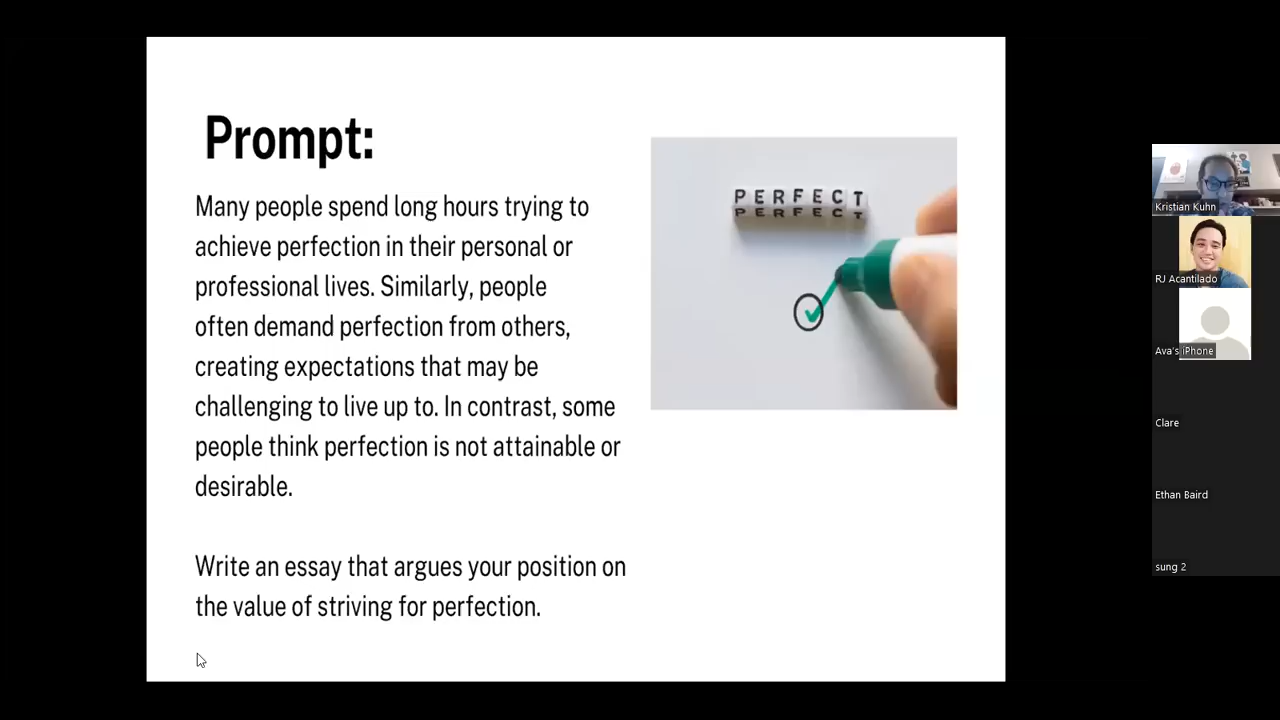 Prompt:
Many people spend long hours trying to
achieve perfection in their personal or
professional lives. Similarly, people
often demand perfection from others,
creating expectations that may be
challenging to live up to. In contrast, some
people think perfection is not attainable or
desirable.
Write an essay that argues your position on
the value of striving for perfection.
PERFECT
PERFECT
Kristian Kuhn
RJ Acantilado
Ava's iPhone
Clare
Ethan Baird
sung 2